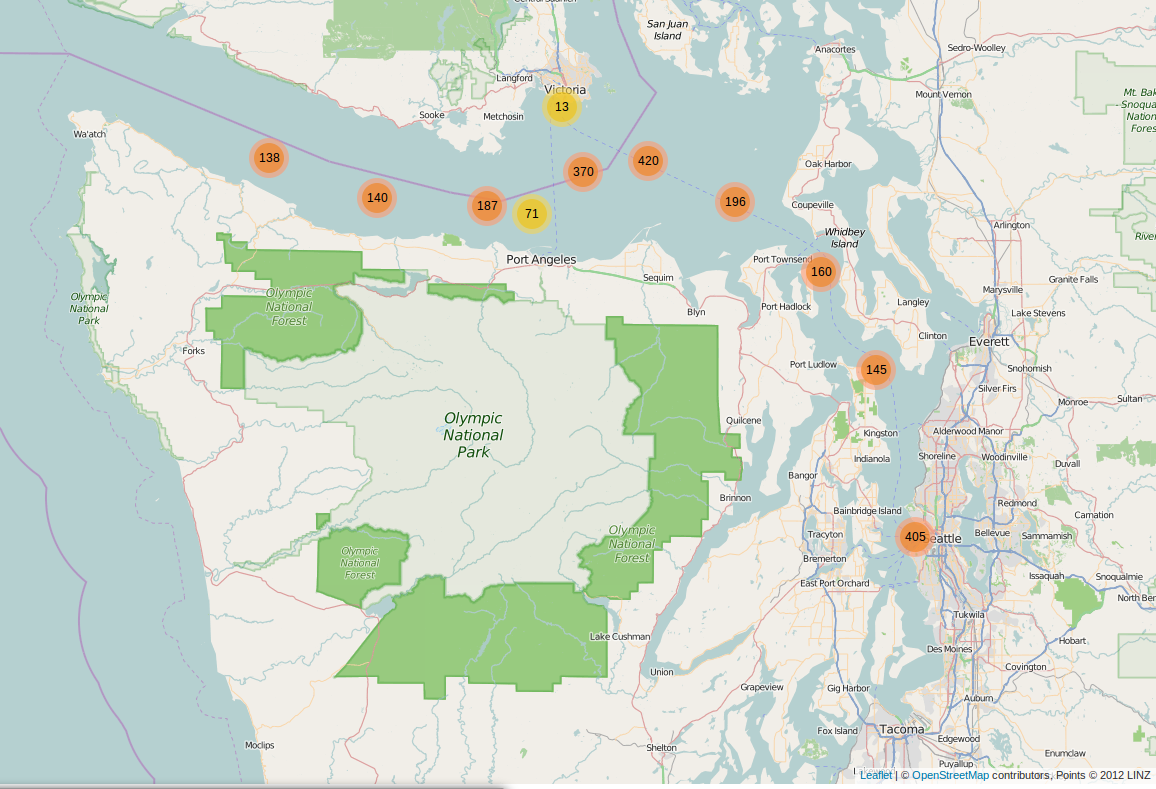 San Juan
Island
Anacortes
Sedro-Woolley
Langford
Victoria
Mount Vernon
Mt. Bak
Sooke
Metchosin
13
- Snoqua
Nation
Fores
Wa'atch
138
370
420
Oak Harbor
140
187
71
196
Coupeville
Arlington
Whidbey
Island
River
Port Angeles
Port Townsend
160
Sequim
Granite Falls
Marysville
Olympic
National
Park
Olympic
National
Forest
Blyn
Port Hadlock
Langley
Lake Stevens
Clinton
Everett
Forks
Port Ludlow
145
Snohomish
Silver Firs
Monroe
Sultan
Olympic
National
Park
Quilcene
Kingston
Alderwood Manor
Indianola
Shoreline
Woodinville
Duvall
Bangor
Brinnon
Redmond
Bainbridge Island
Carnation
Olympic
National
Forest
Tracyton
405
eattle
Bellevue
Sammamish
Olympic
National
Forest
Bremerton
East Port Orchard
Issaquah
Snoqualmie
North Ben
Tukwila
Lake Cushman
Hobart
Des Moines
Union
Covington
Grapeview
Gig Harbor
Auburn
Fox Island
Tacoma
Edgewood
Moclips
Shelton
Enumclaw
Puyallup
Leaflet | © OpenStreetMap contributors, Points © 2012 LINZ